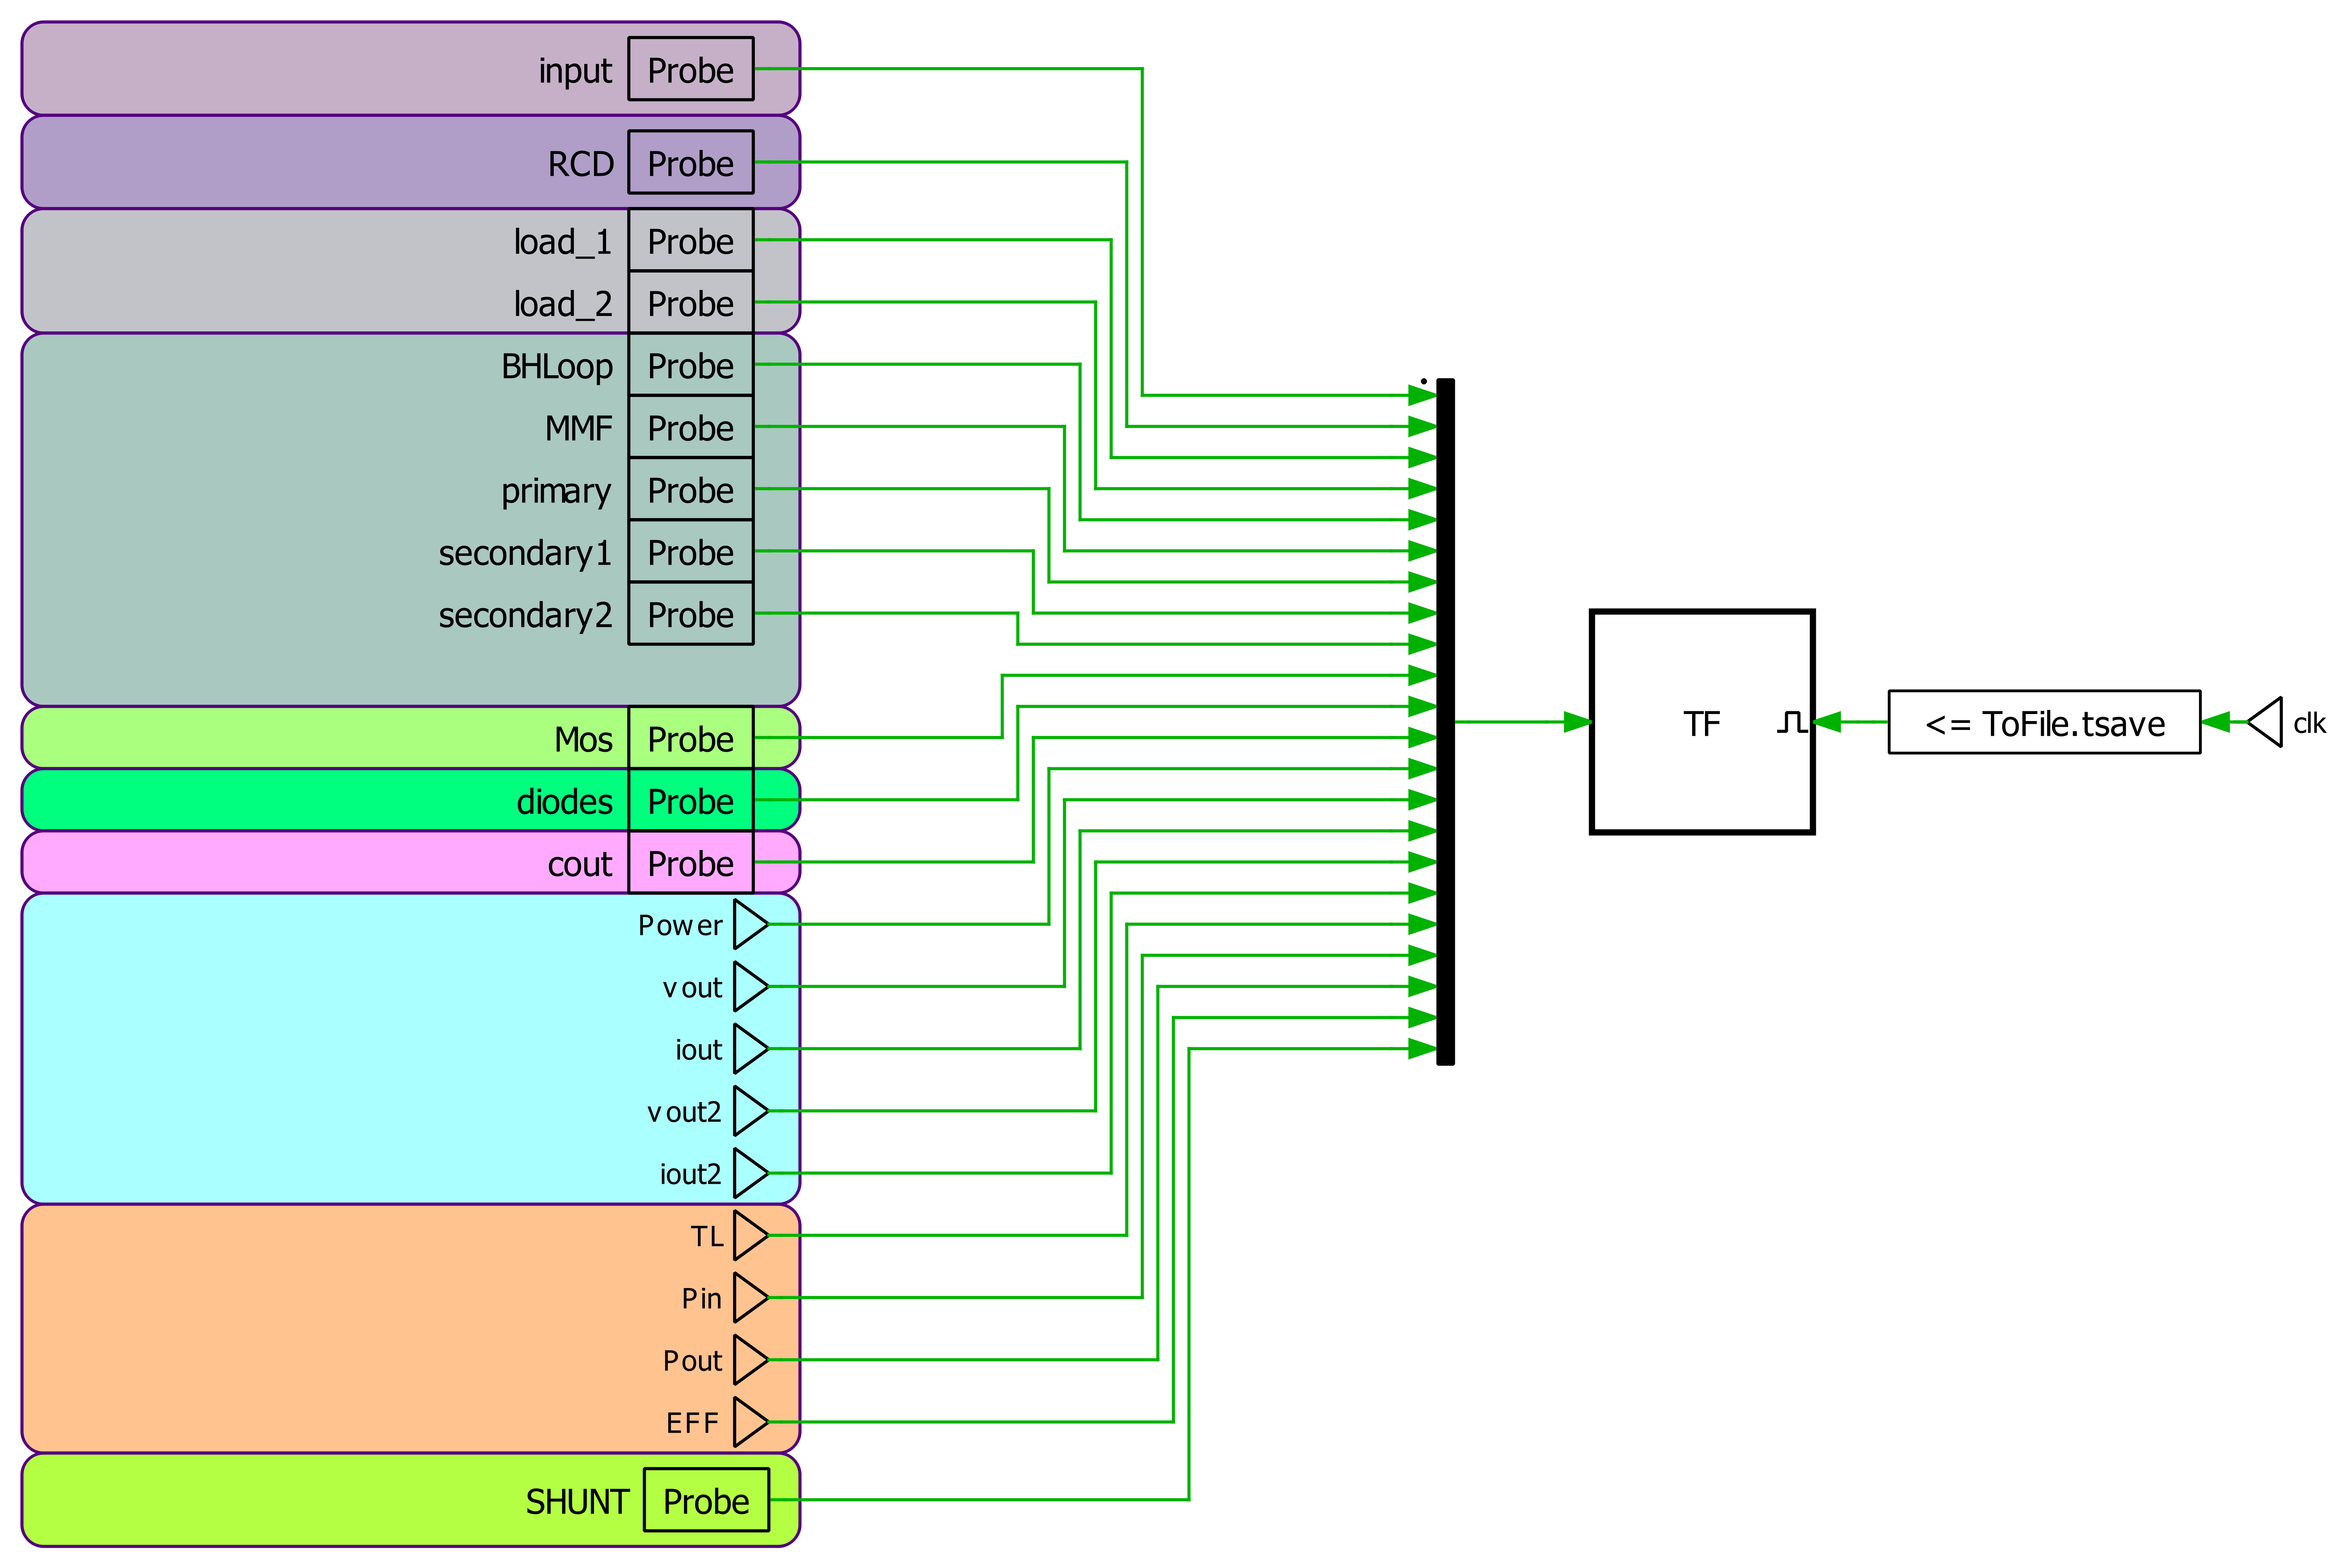 input Probe
RCD Probe
load_1 Probe
load_2 Probe
BHLoop Probe
MMF Probe
primary Probe
secondary1 Probe
secondary2 Probe
Mos Probe
diodes Probe
cout Probe
Power
vout
iout
vout2
iout2
TL
Pin
Pout
EFF
SHUNT Probe
TF
<= ToFile.tsave
clk